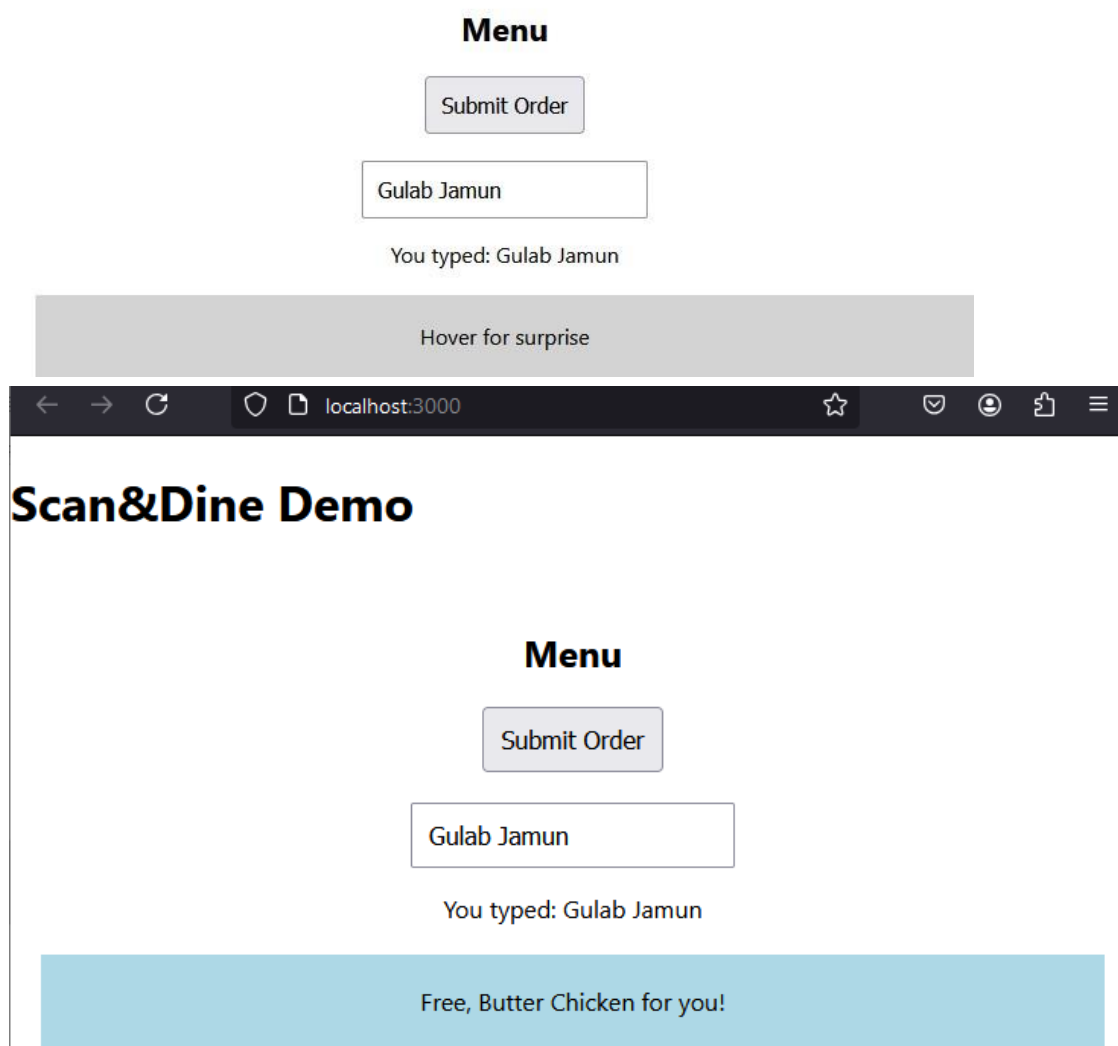 Menu
Submit Order
Gulab Jamun
You typed: Gulab Jamun
Hover for surprise
localhost:3000
Scan&Dine Demo
Menu
Submit Order
Gulab Jamun
You typed: Gulab Jamun
Free, Butter Chicken for you!